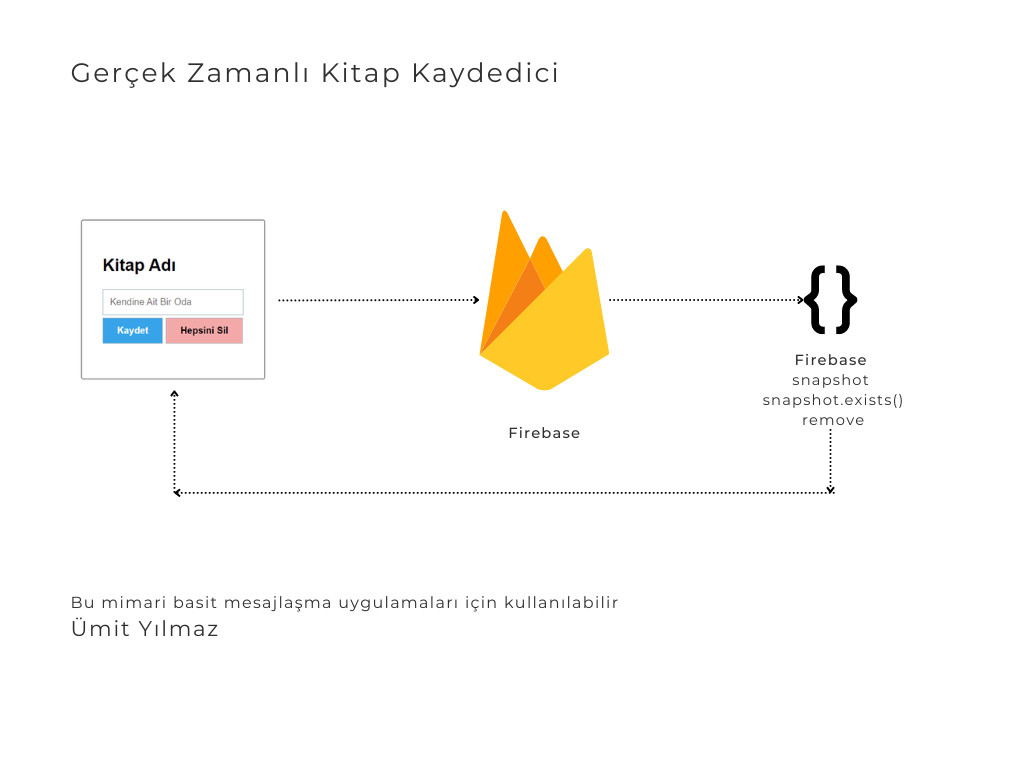 Gerçek Zamanlı Kitap Kaydedici
Kitap Adı
Kendine Ait Bir Oda
Kaydet
Hepsini Sil
Firebase
{}
Firebase
snapshot
snapshot.exists()
remove
Bu mimari basit mesajlaşma uygulamaları için kullanılabilir
Ümit Yılmaz